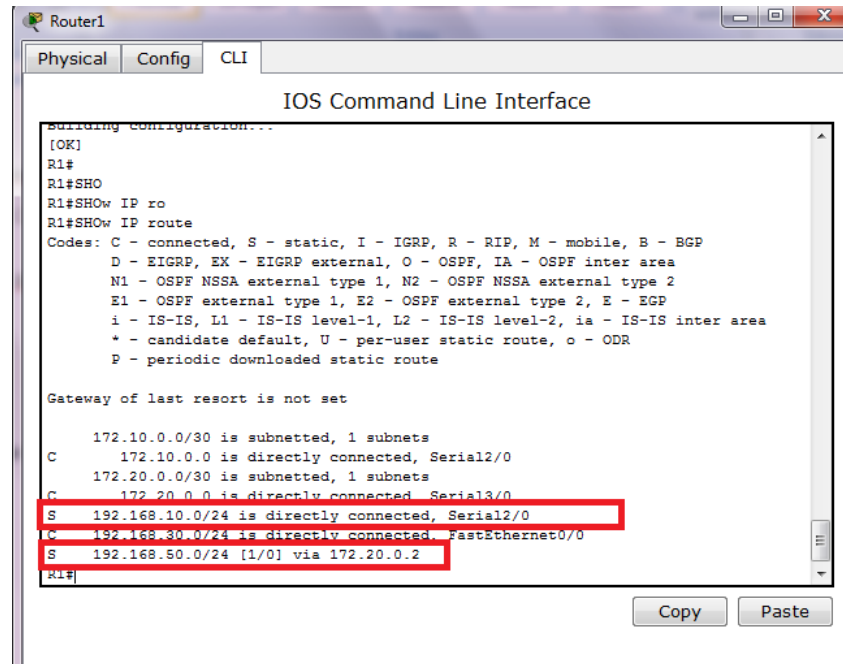 Router1
Physical Config CLI
IOS Command Line Interface
Building configuration...
[OK]
R1#
R1#SHO
R1#SHOw IP ro
R1#SHOw IP route
Codes: C - connected, S - static, I - IGRP, R - RIP, M - mobile, B - BGP
D - EIGRP, EX - EIGRP external, O - OSPF, IA - OSPF inter area
N1 - OSPF NSSA external type 1, N2 - OSPF NSSA external type 2
E1 - OSPF external type 1, E2 - OSPF external type 2, E - EGP
i - IS-IS, L1 - IS-IS level-1, L2 - IS-IS level-2, ia - IS-IS inter area
* - candidate default, U - per-user static route, o - ODR
P - periodic downloaded static route
Gateway of last resort is not set
172.10.0.0/30 is subnetted, 1 subnets
C 172.10.0.0 is directly connected, Serial2/0
172.20.0.0/30 is subnetted, 1 subnets
C 172.20.0.0 is directly connected, Serial3/0
S 192.168.10.0/24 is directly connected, Serial2/0
C 192.168.30.0/24 is directly connected, FastEthernet0/0
S 192.168.50.0/24 [1/0] via 172.20.0.2
R1#
Copy Paste